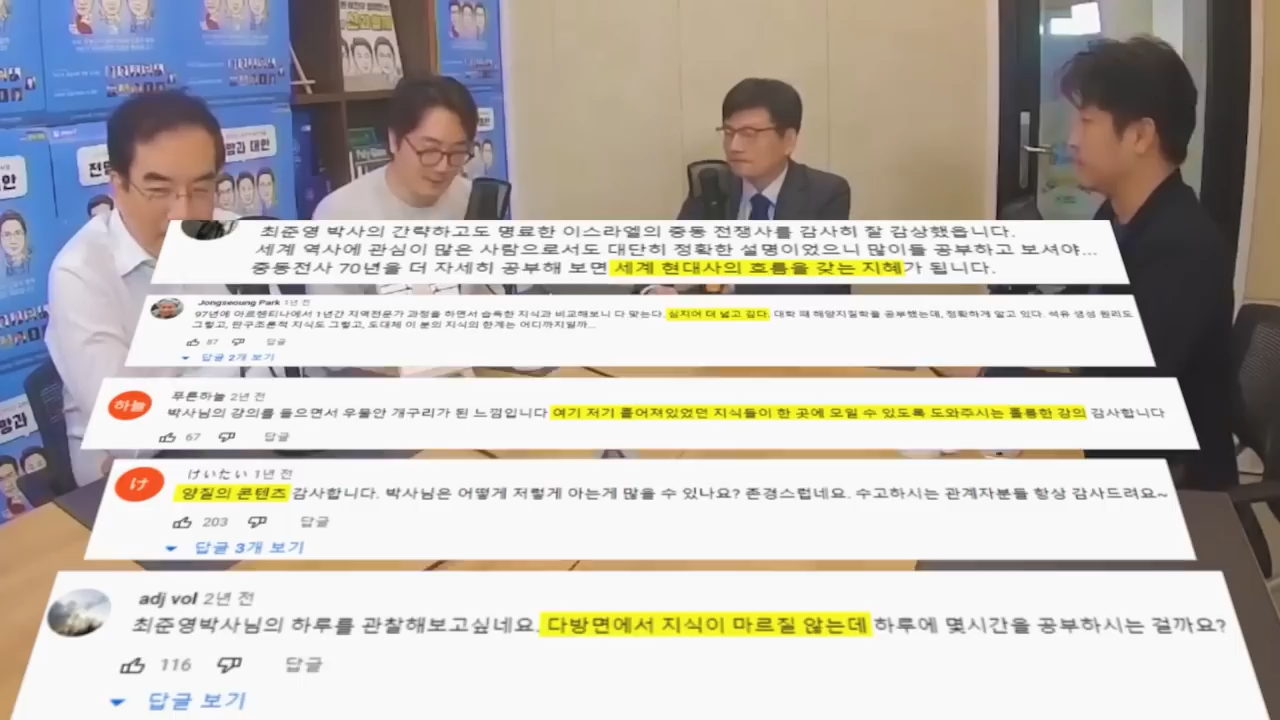 신과함께
전망과 대안
망과 대안
최준영 박사의 간략하고도 명료한 이스라엘의 중동 전쟁사를 감사히 잘 감상했읍니다.
세계 역사에 관심이 많은 사람으로서도 대단히 정확한 설명이었으니 많이들 공부하고 보셔야...
중동전사 70년을 더 자세히 공부해 보면 세계 현대사의 흐름을 갖는 지혜가 됩니다.
Jongseoung Park 1년 전
97년에 아르헨티나에서 1년간 지역전문가 과정을 하면서 습득한 지식과 비교해보니 다 맞는다. 심지어 더 넓고 깊다. 대학 때 해양지질학을 공부했는데, 정확하게 알고 있다. 석유 생성 원리도
그렇고, 판구조론적 지식도 그렇고, 도대체 이 분의 지식의 한계는 어디까지일까...
87 답글
답글 2개 보기
하늘
푸른하늘 2년 전
박사님의 강의를 들으면서 우물안 개구리가 된 느낌입니다 여기 저기 흩어져있었던 지식들이 한 곳에 모일 수 있도록 도와주시는 훌륭한 강의 감사합니다
67 답글
け
けいたい 1년 전
양질의 콘텐츠 감사합니다. 박사님은 어떻게 저렇게 아는게 많을 수 있나요? 존경스럽네요. 수고하시는 관계자분들 항상 감사드려요~
203 답글
답글 3개 보기
adj vol 2년 전
최준영박사님의 하루를 관찰해보고싶네요. 다방면에서 지식이 마르질 않는데 하루에 몇시간을 공부하시는 걸까요?
116 답글
답글 보기